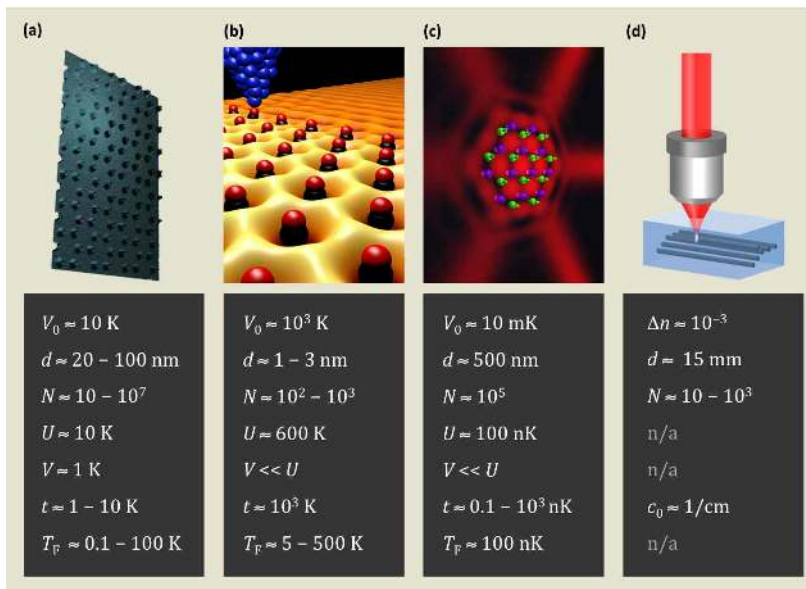 (a)
V₀ ≈ 10 K
d ≈ 20 – 100 nm
N ≈ 10 – 10⁷
U ≈ 10 K
V ≈ 1 K
t ≈ 1 – 10 K
T_F ≈ 0.1 – 100 K
(b)
V₀ ≈ 10³ K
d ≈ 1 – 3 nm
N ≈ 10² – 10³
U ≈ 600 K
V << U
t ≈ 10³ K
T_F ≈ 5 – 500 K
(c)
V₀ ≈ 10 mK
d ≈ 500 nm
N ≈ 10⁵
U ≈ 100 nK
V << U
t ≈ 0.1 – 10³ nK
T_F ≈ 100 nK
(d)
Δn ≈ 10⁻³
d ≈ 15 mm
N ≈ 10 – 10³
n/a
n/a
c₀ ≈ 1/cm
n/a